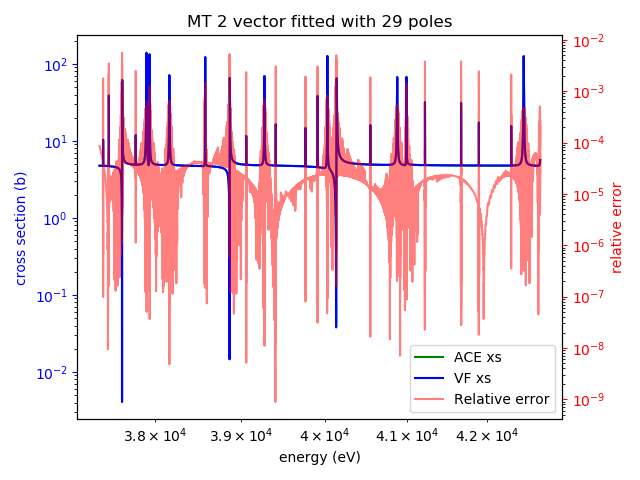 MT 2 vector fitted with 29 poles
cross section (b)
10²
10¹
10⁰
10⁻¹
10⁻²
10⁻²
10⁻³
10⁻⁴
10⁻⁵
10⁻⁶
10⁻⁷
10⁻⁸
10⁻⁹
relative error
ACE xs
VF xs
Relative error
3.8 × 10⁴ 3.9 × 10⁴ 4 × 10⁴ 4.1 × 10⁴ 4.2 × 10⁴
energy (eV)